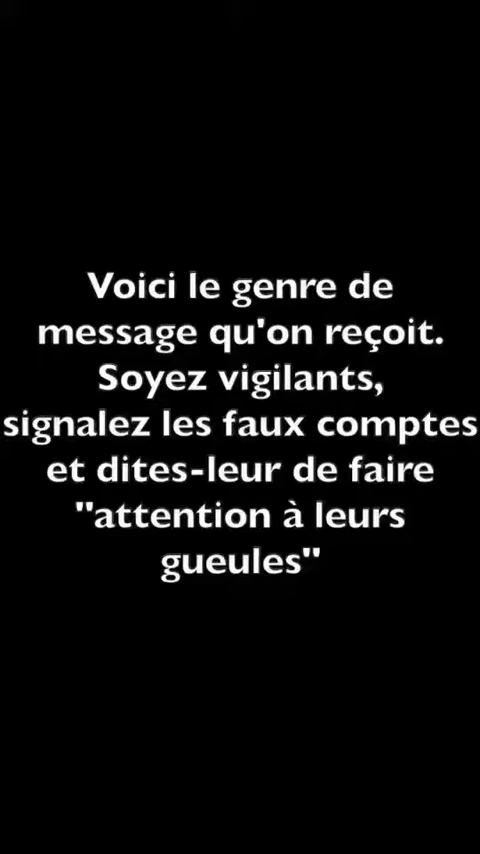 Voici le genre de
message qu'on reçoit.
Soyez vigilants,
signalez les faux comptes
et dites-leur de faire
"attention à leurs
gueules"